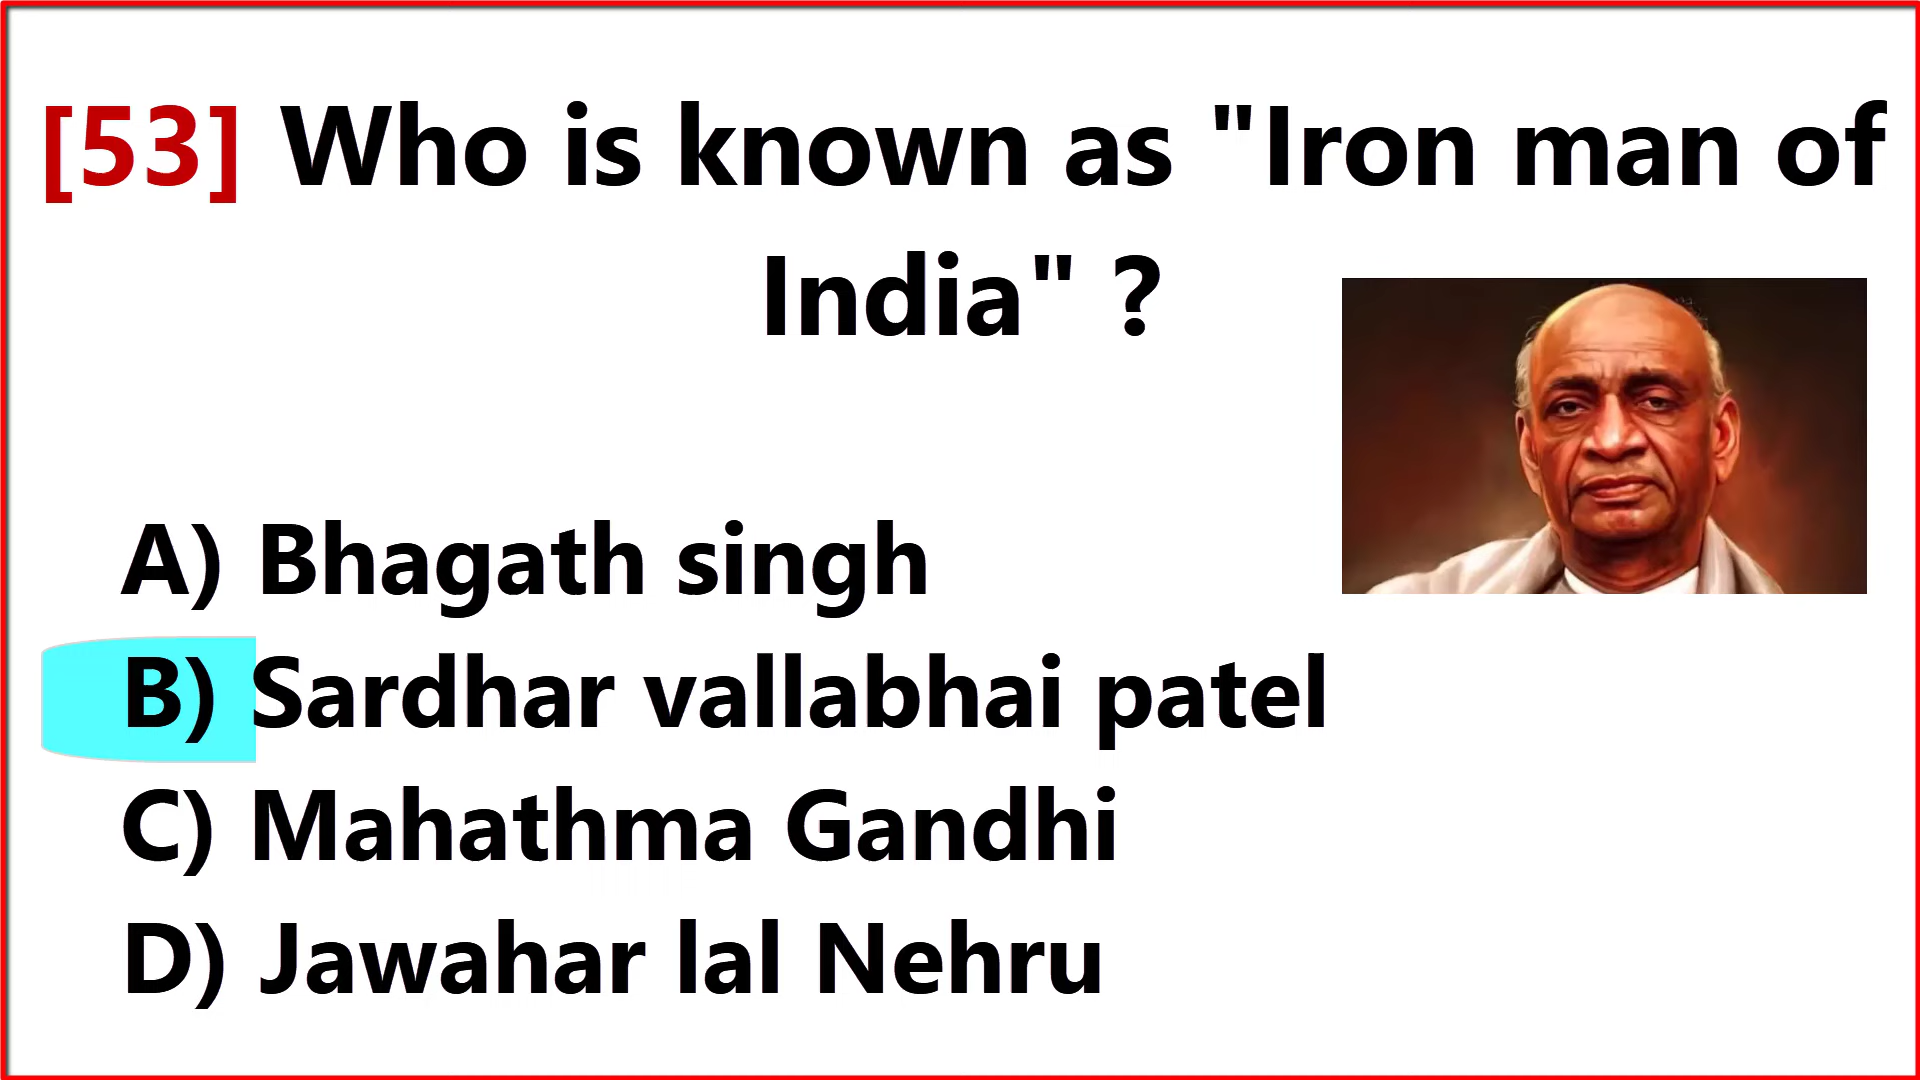 [53] Who is known as "Iron man of
India" ?
A) Bhagath singh
B) Sardhar vallabhai patel
C) Mahathma Gandhi
D) Jawahar lal Nehru